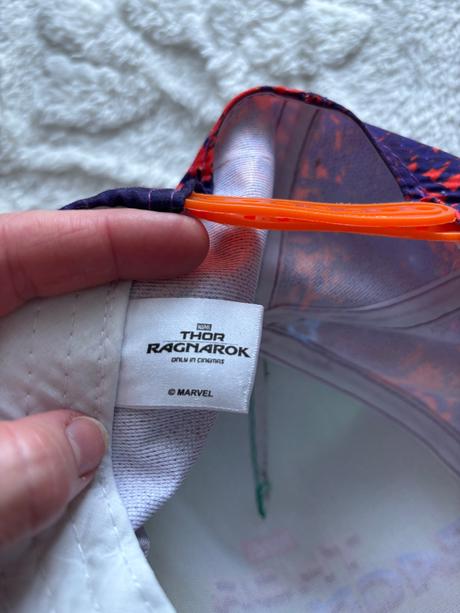 MARVEL
THOR
RAGNAROK
ONLY IN CINEMAS
© MARVEL